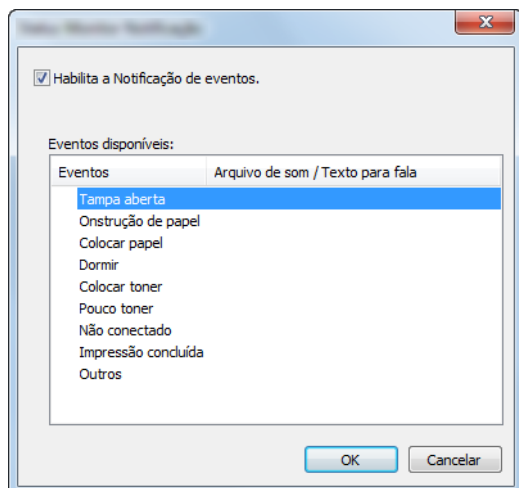 Habilita a Notificação de eventos.
Eventos disponíveis:
Eventos Arquivo de som / Texto para fala
Tampa aberta
Onstrução de papel
Colocar papel
Dormir
Colocar toner
Pouco toner
Não conectado
Impressão concluída
Outros
OK Cancelar